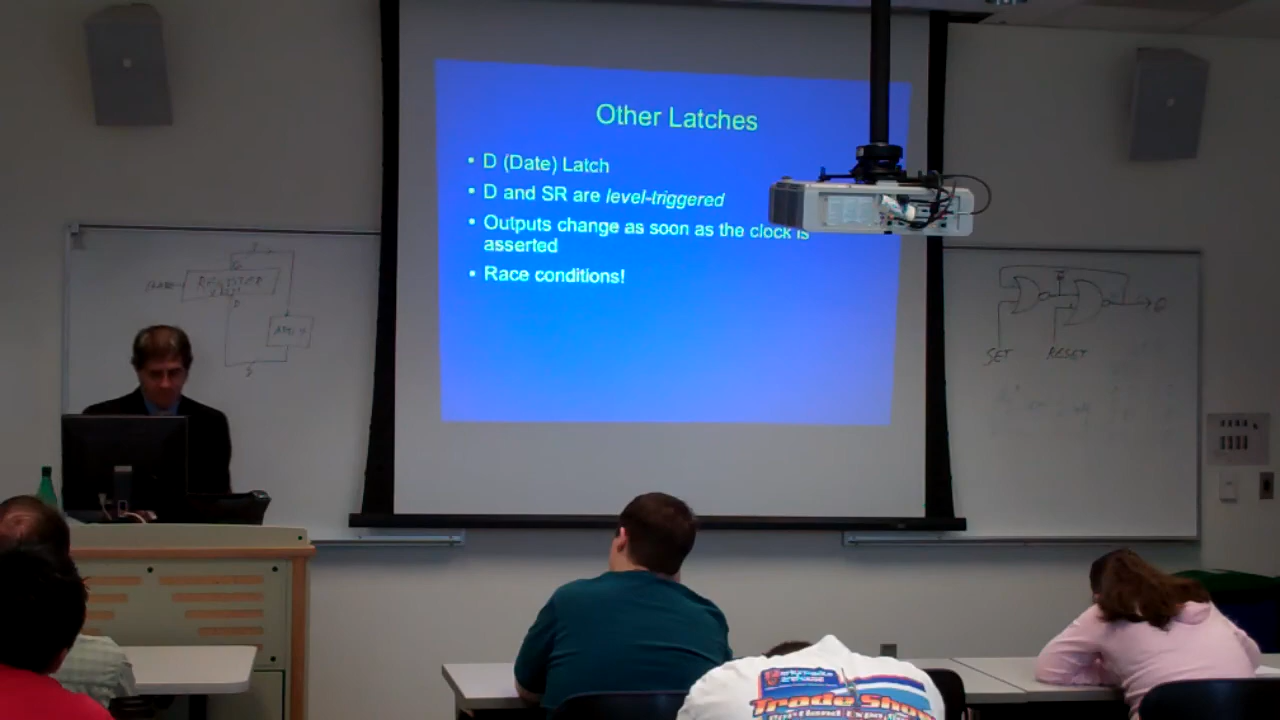 Other Latches
• D (Date) Latch
• D and SR are level-triggered
• Outputs change as soon as the clock is
asserted
• Race conditions!
REGISTER
SET RESET
Q
Trade Show